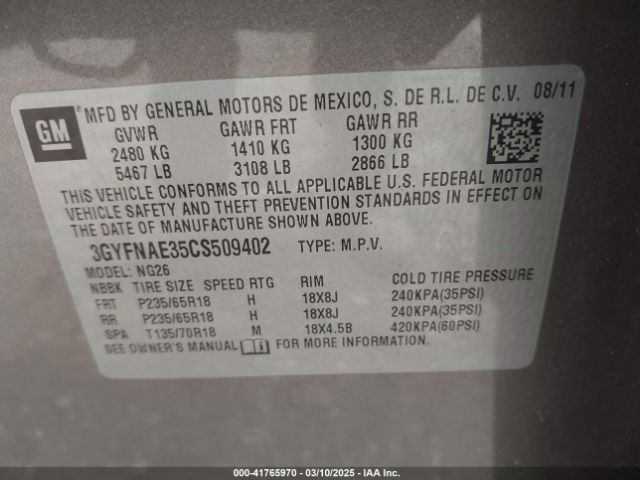 GM
® MFD BY GENERAL MOTORS DE MEXICO, S. DE R.L. DE C.V. 08/11
GVWR GAWR FRT GAWR RR
2480 KG 1410 KG 1300 KG
5467 LB 3108 LB 2866 LB
THIS VEHICLE CONFORMS TO ALL APPLICABLE U.S. FEDERAL MOTOR
VEHICLE SAFETY AND THEFT PREVENTION STANDARDS IN EFFECT ON
THE DATE OF MANUFACTURE SHOWN ABOVE.
3GYFNAE35CS509402 TYPE: M.P.V.
MODEL: NG26
NBBK TIRE SIZE SPEED RTG RIM COLD TIRE PRESSURE
FRT P235/65R18 H 18X8J 240KPA(35PSI)
RR P235/65R18 H 18X8J 240KPA(35PSI)
SPA T135/70R18 M 18X4.5B 420KPA(60PSI)
SEE OWNER'S MANUAL FOR MORE INFORMATION.
000-41765970 - 03/10/2025 - IAA Inc.